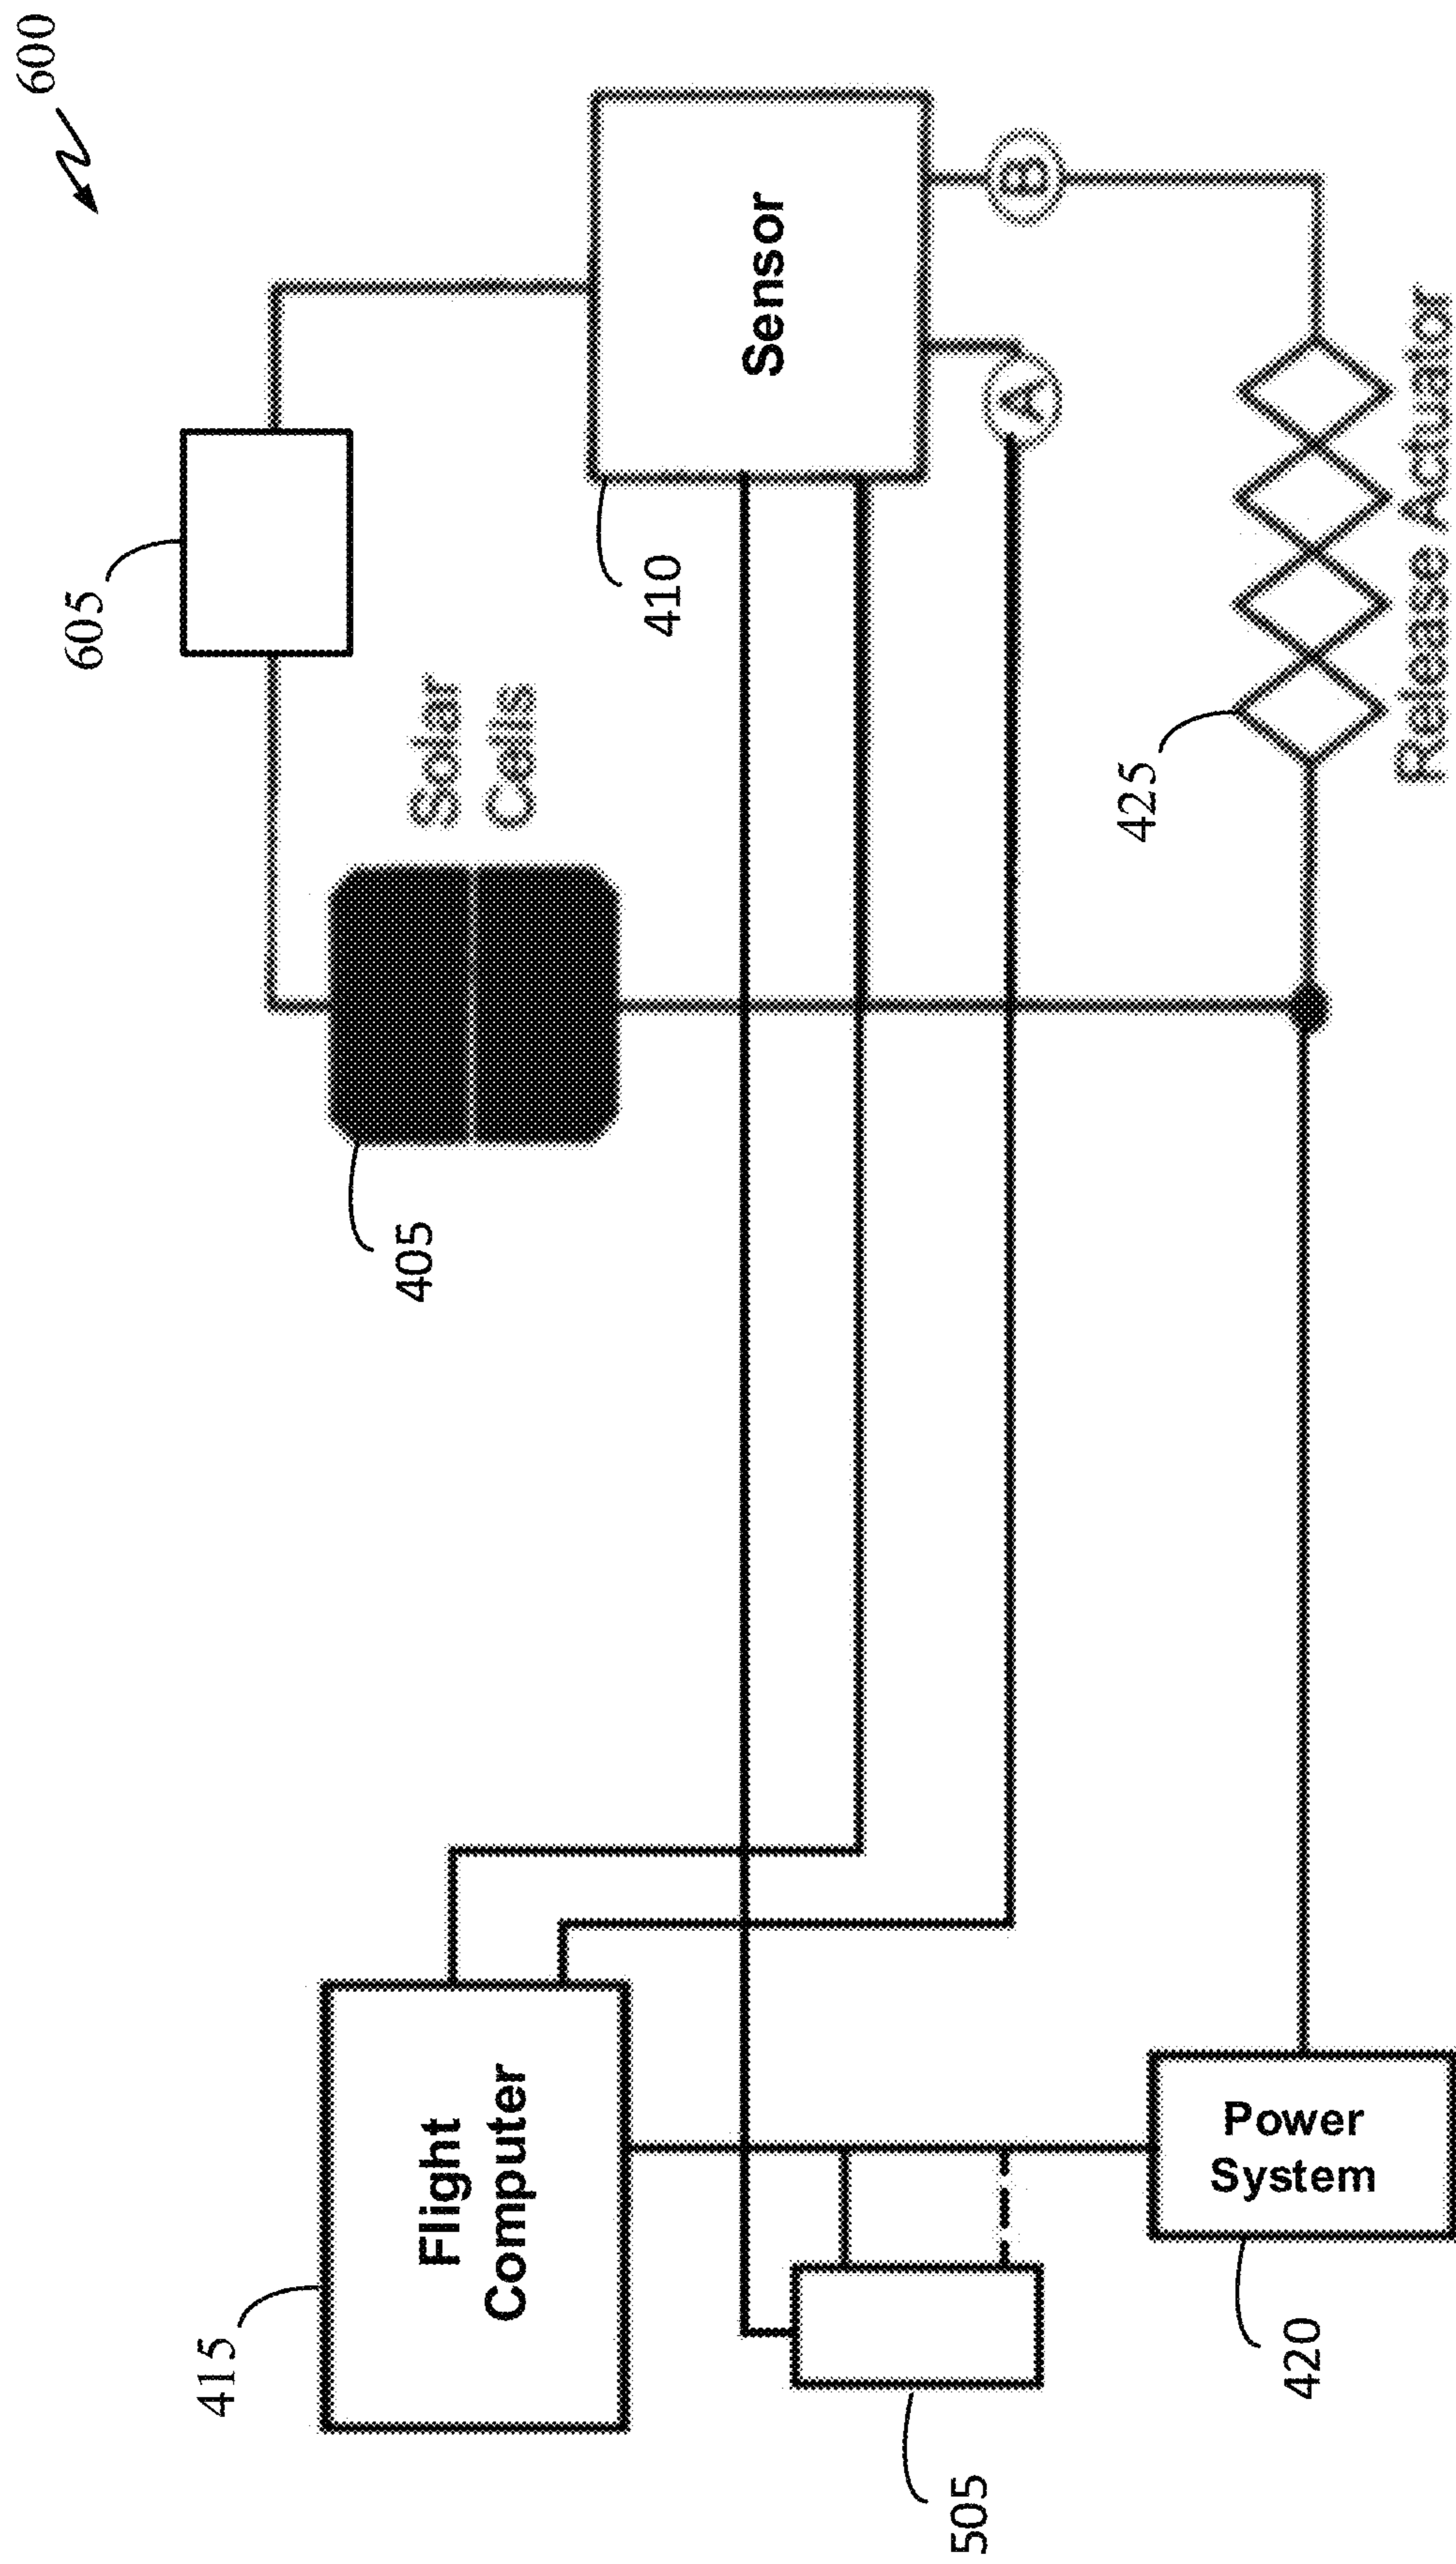 600
605
Solar
Cells
405
Sensor
410
A
B
425
Release Actuator
Flight
Computer
415
505
Power
System
420